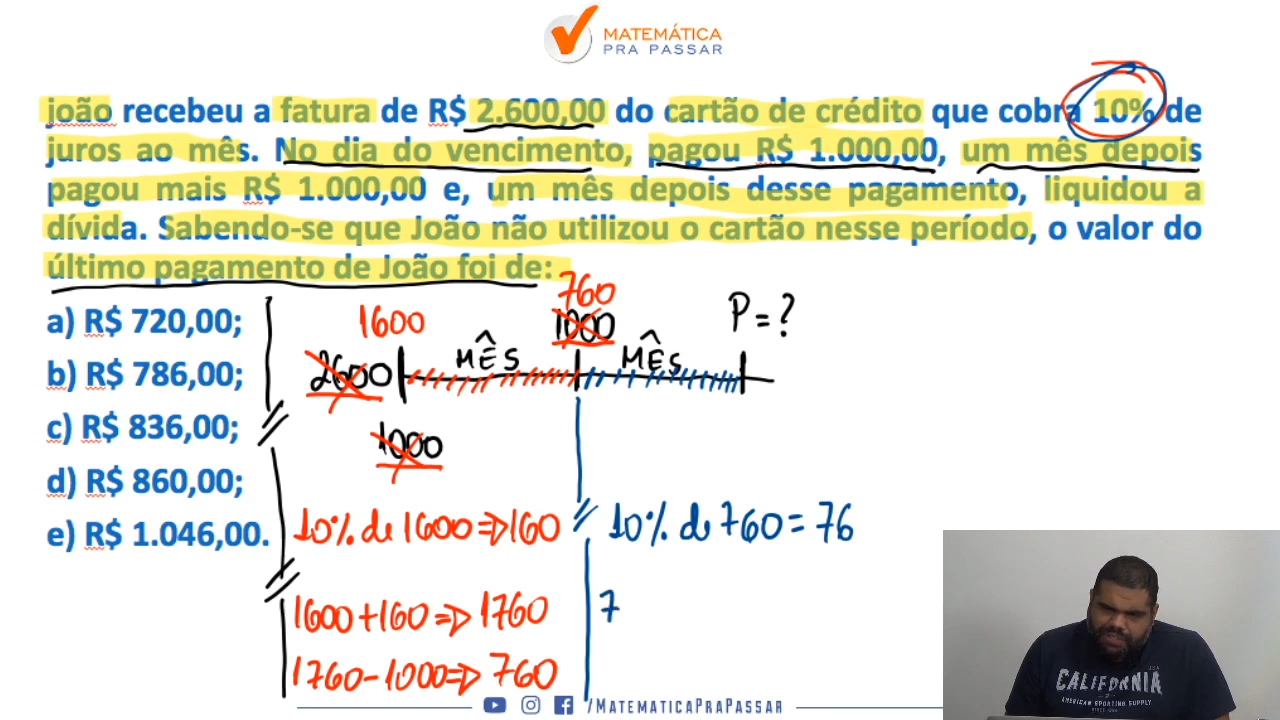 MATEMÁTICA
PRA PASSAR
joão recebeu a fatura de R$ 2.600,00 do cartão de crédito que cobra 10% de
juros ao mês. No dia do vencimento, pagou R$ 1.000,00, um mês depois
pagou mais R$ 1.000,00 e, um mês depois desse pagamento, liquidou a
dívida. Sabendo-se que João não utilizou o cartão nesse período, o valor do
último pagamento de João foi de:
a) R$ 720,00;
b) R$ 786,00;
c) R$ 836,00;
d) R$ 860,00;
e) R$ 1.046,00.
1600
760
1000
P=?
2600
MÊS
MÊS
1000
10% de 1600 => 160
1600+160 => 1760
1760-1000 => 760
10% de 760 = 76
7
CALIFORNIA
USA
AMERICAN SPORTING SUPPLY
/MATEMATICAPRAPASSAR